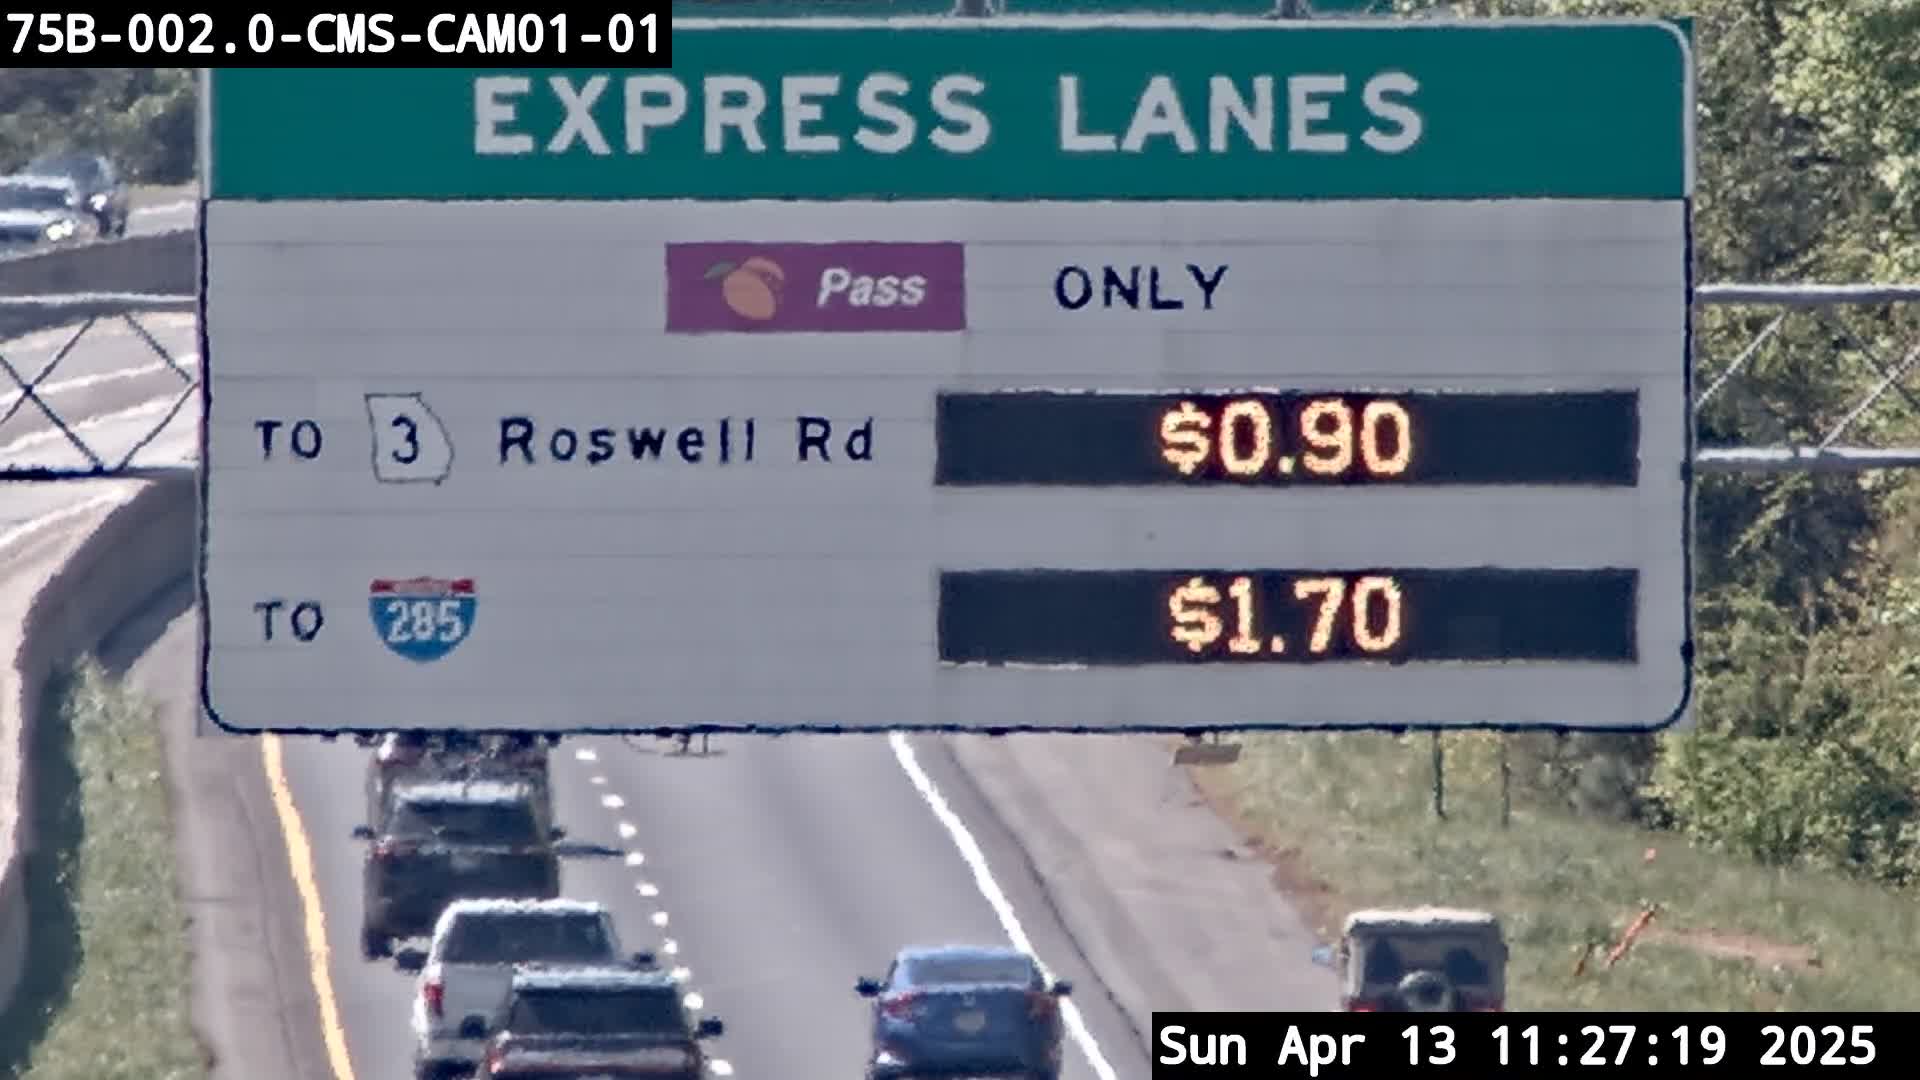 75B-002.0-CMS-CAM01-01
EXPRESS LANES
Pass ONLY
TO 3 Roswell Rd $0.90
TO 285 $1.70
Sun Apr 13 11:27:19 2025